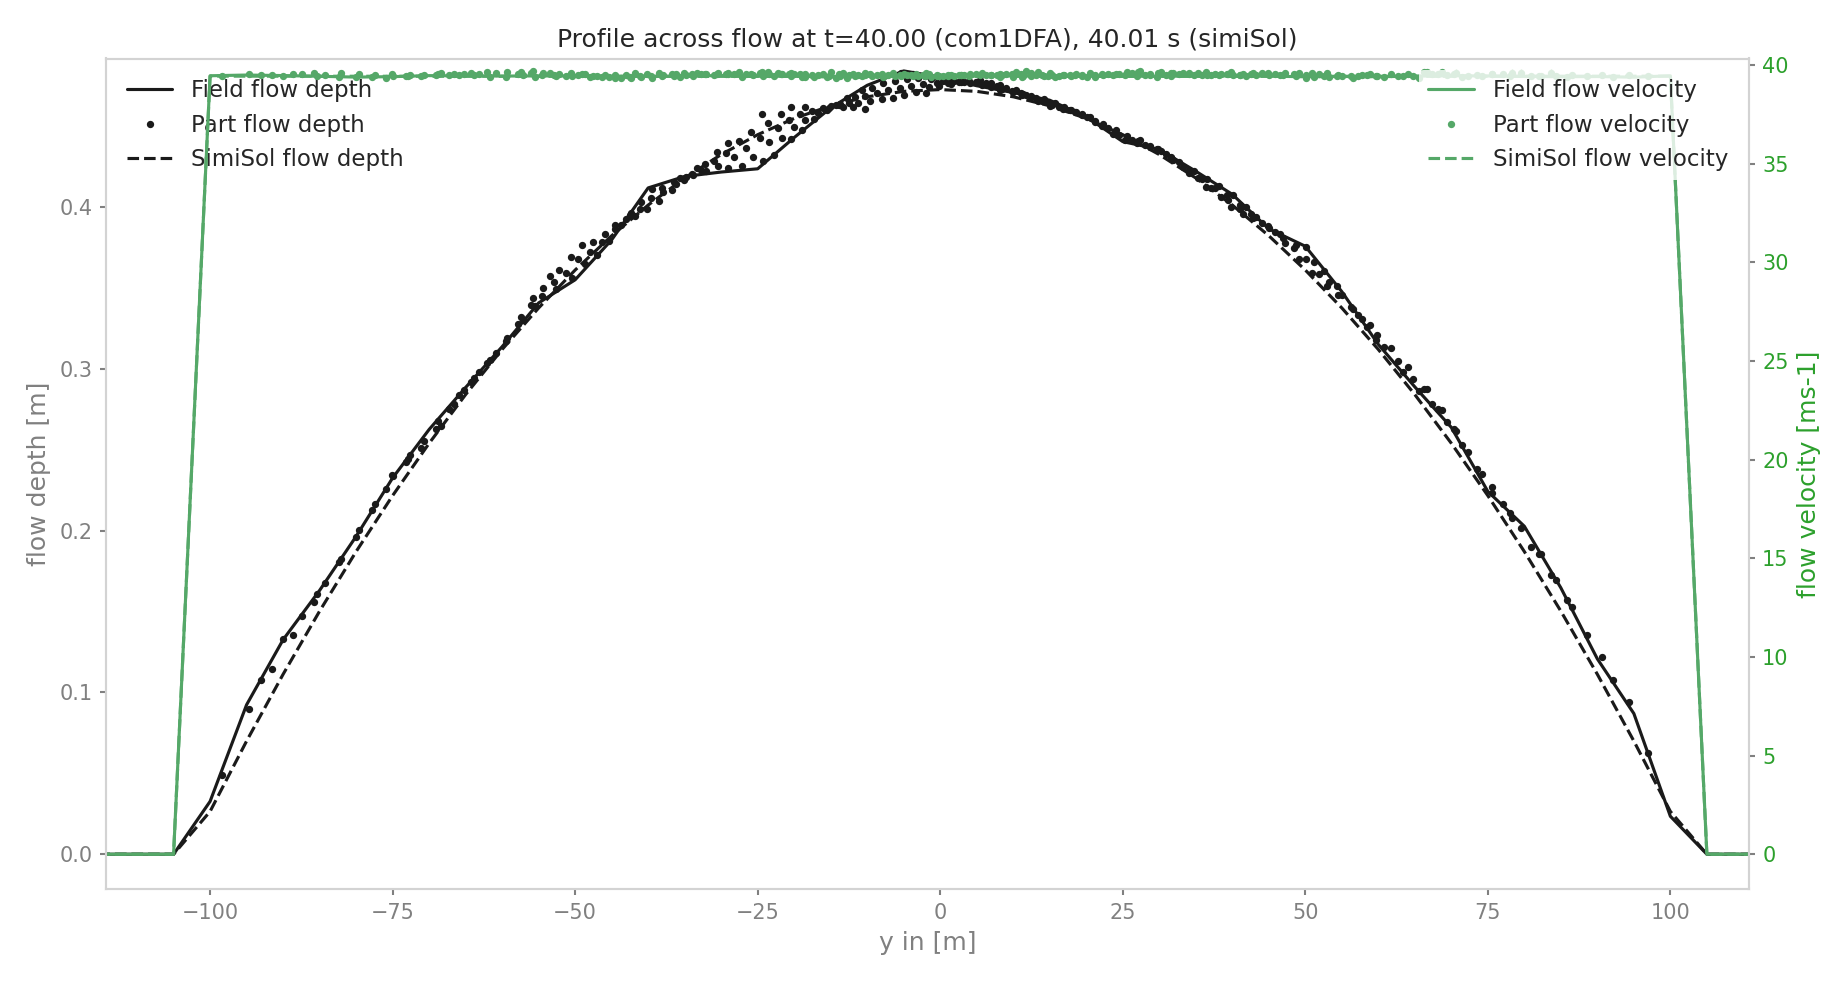 Profile across flow at t=40.00 (com1DFA), 40.01 s (simiSol)
Field flow depth
Part flow depth
SimiSol flow depth
Field flow velocity
Part flow velocity
SimiSol flow velocity
flow depth [m]
0.4
0.3
0.2
0.1
0.0
40
35
30
25
20
15
10
5
0
flow velocity [ms-1]
−100 −75 −50 −25 0 25 50 75 100
y in [m]